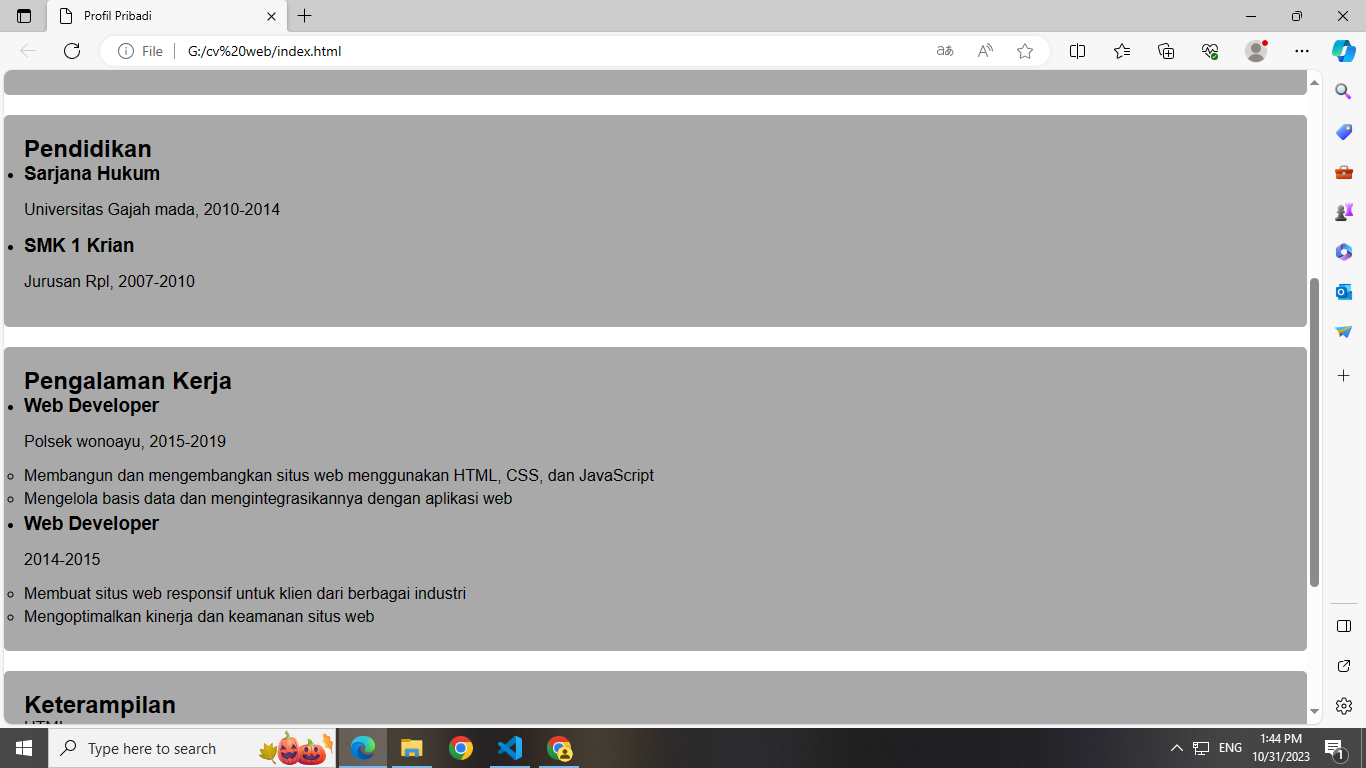 Profil Pribadi
File
G:/cv%20web/index.html
Pendidikan
Sarjana Hukum
Universitas Gajah mada, 2010-2014
SMK 1 Krian
Jurusan Rpl, 2007-2010
Pengalaman Kerja
Web Developer
Polsek wonoayu, 2015-2019
Membangun dan mengembangkan situs web menggunakan HTML, CSS, dan JavaScript
Mengelola basis data dan mengintegrasikannya dengan aplikasi web
Web Developer
2014-2015
Membuat situs web responsif untuk klien dari berbagai industri
Mengoptimalkan kinerja dan keamanan situs web
Keterampilan
HTML
Type here to search
ENG
1:44 PM
10/31/2023
1